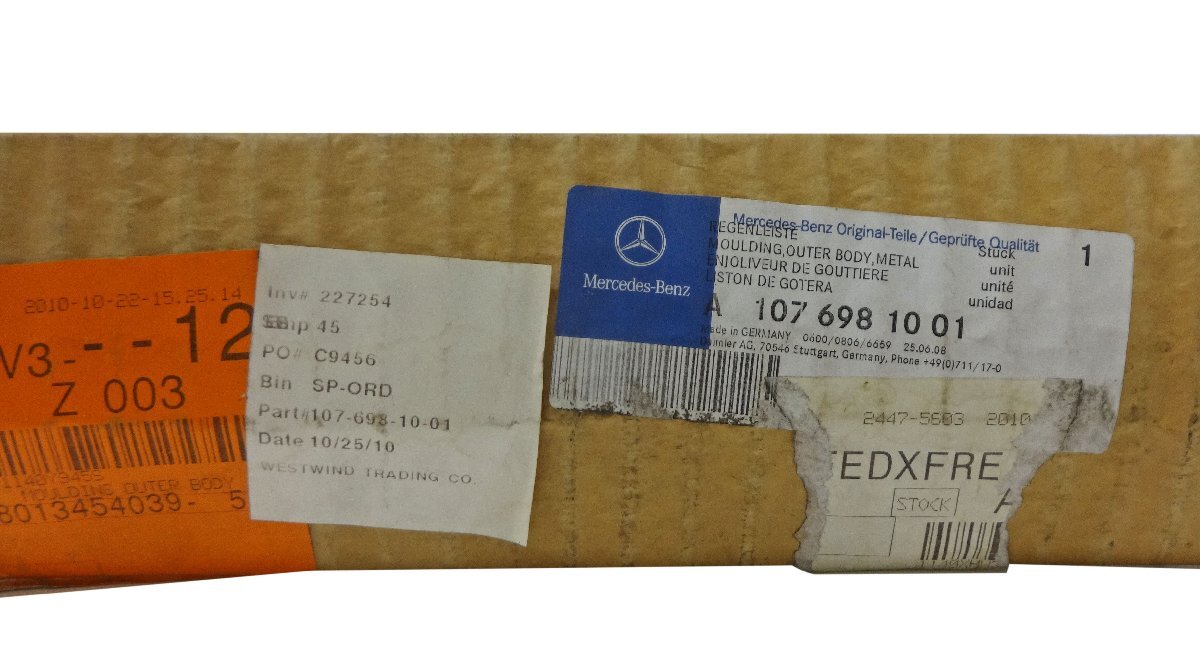 2010-10-22-15.25.14
V3 - - - 12
Z 003
MOULDING OUTER BODY
8013454039- 5
Inv# 227254
Ship 45
PO# C9456
Bin SP-ORD
Part#107-698-10-01
Date 10/25/10
WESTWIND TRADING CO.
Mercedes-Benz
Mercedes-Benz Original-Teile/Geprüfte Qualität
REGENLEISTE
MOULDING,OUTER BODY,METAL
ENJOLIVEUR DE GOUTTIERE
LISTON DE GOTERA
Stück 1
unit
unité
unidad
A 107 698 10 01
Made in GERMANY 0600/0806/6659 25.06.08
Daimler AG, 70546 Stuttgart, Germany, Phone +49(0)711/17-0
2447-5603 2010
TEDXFRE
STOCK A